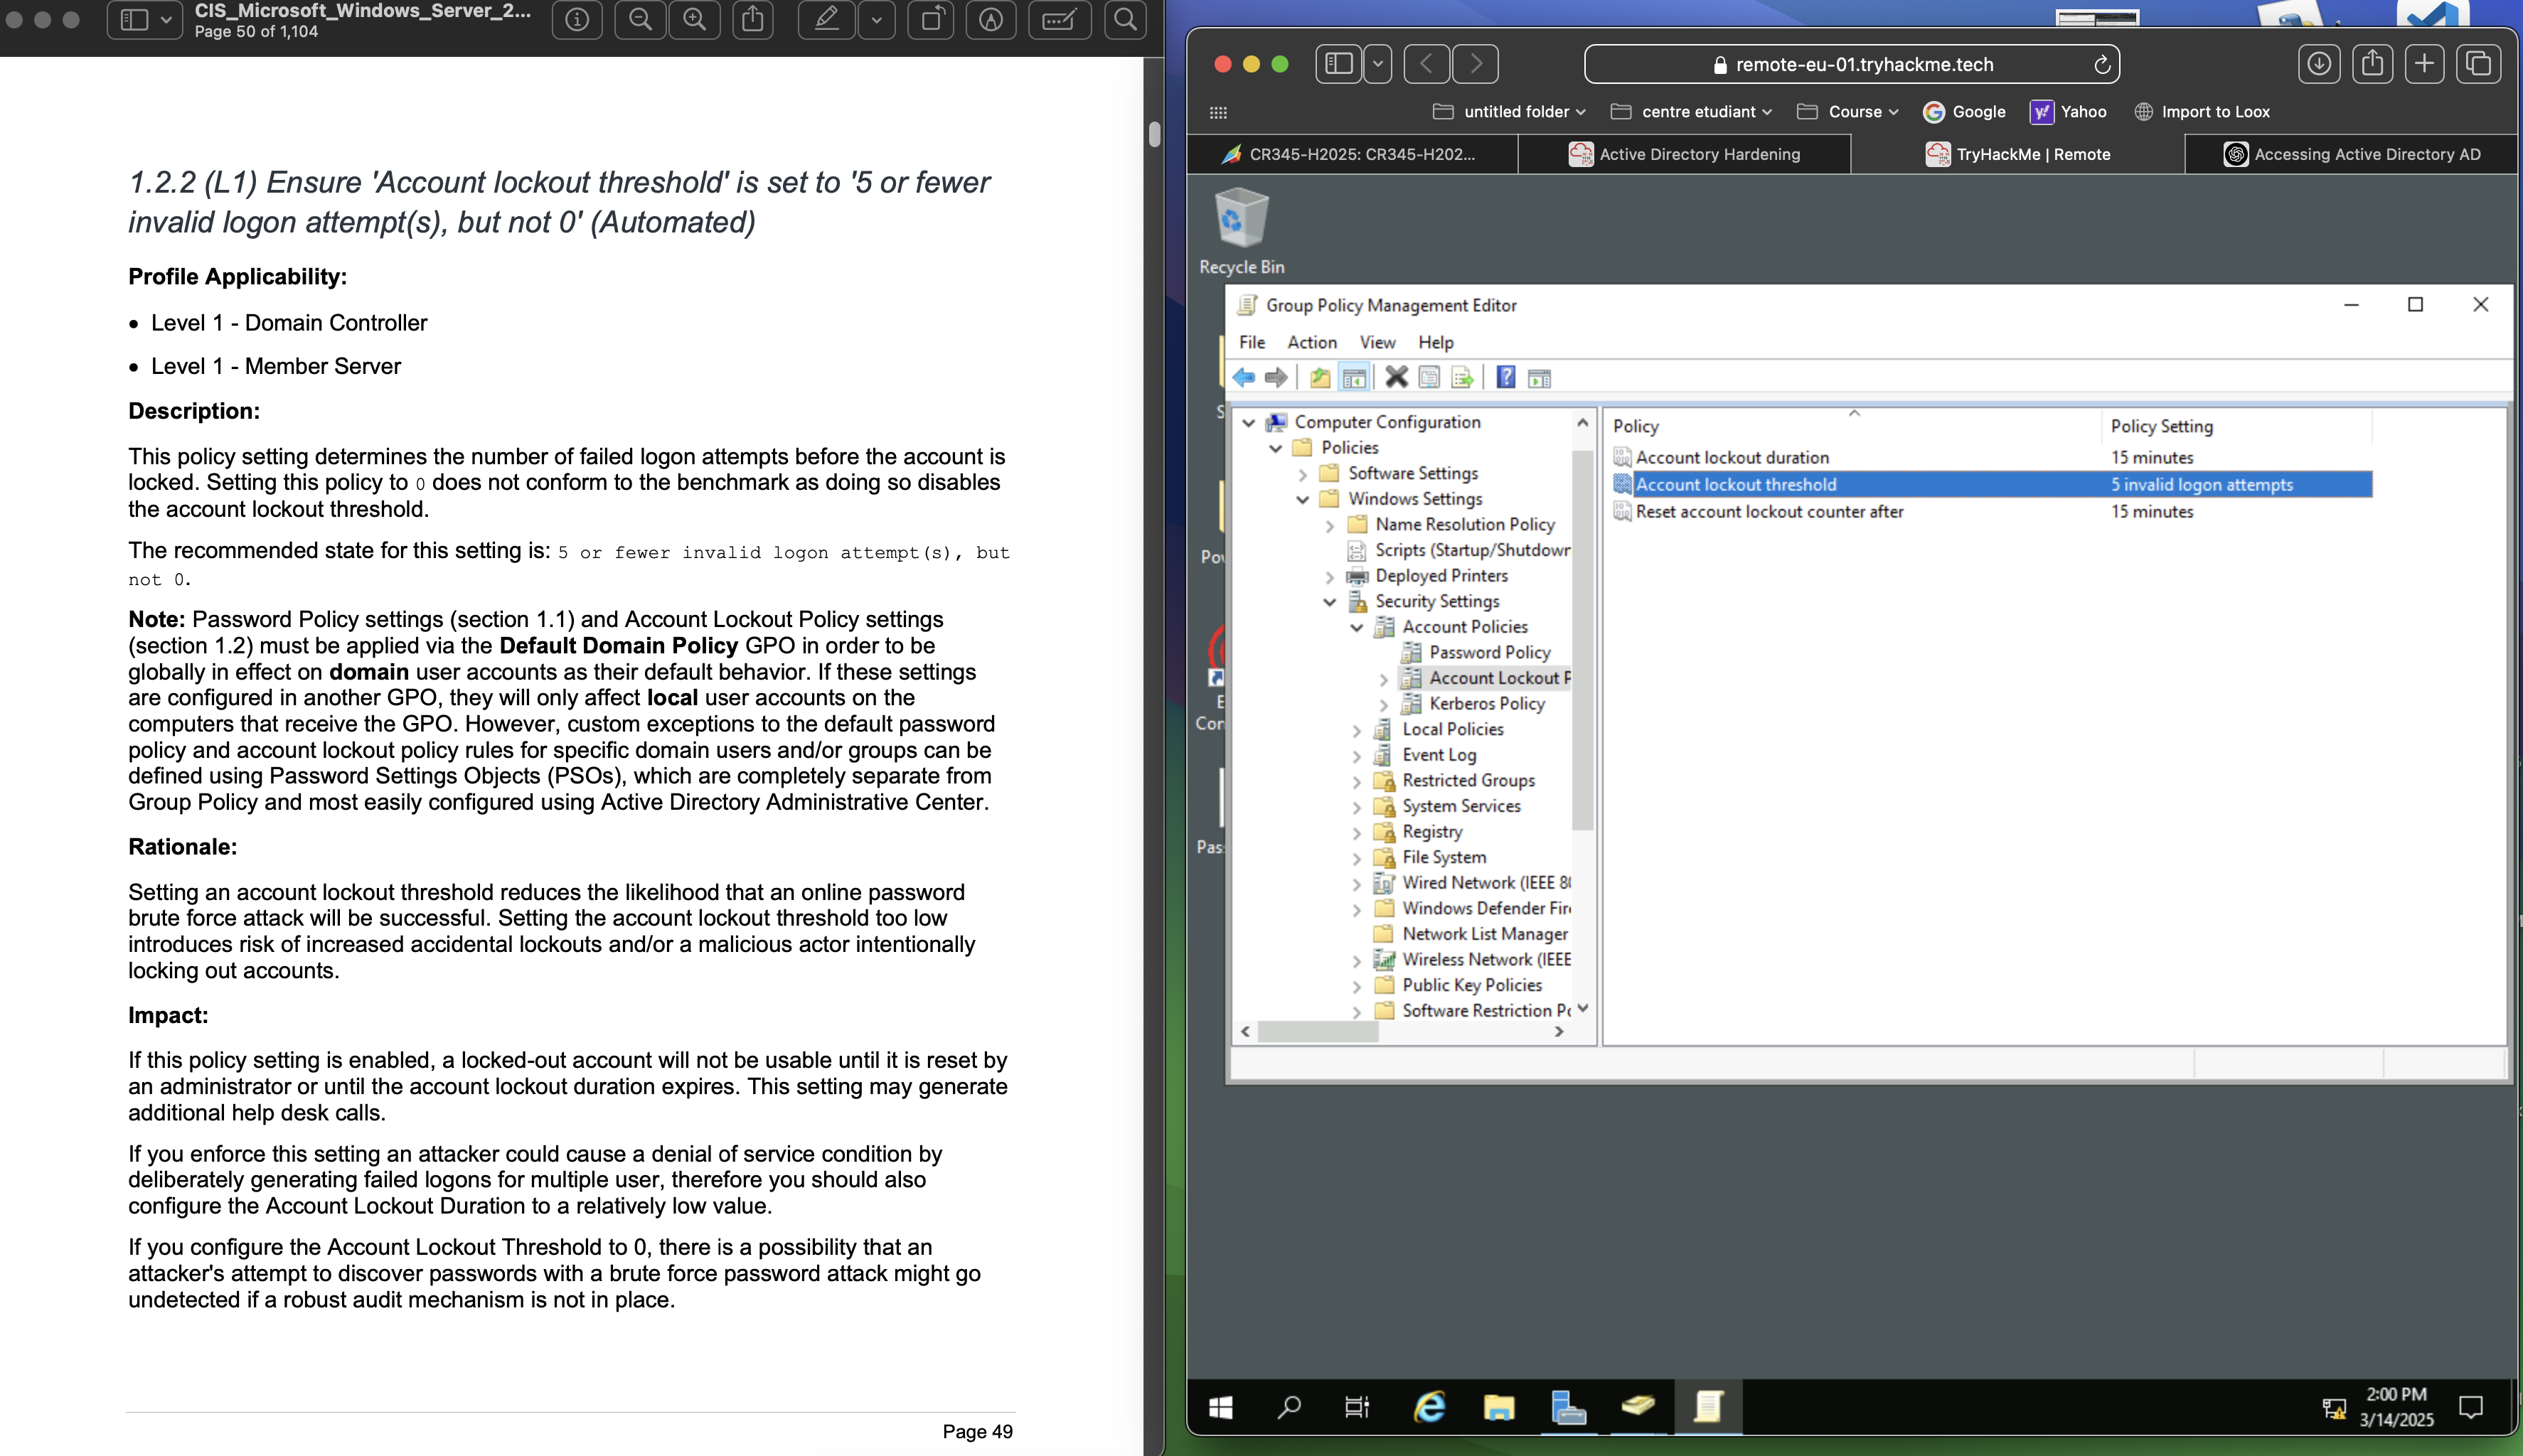 CIS_Microsoft_Windows_Server_2...
Page 50 of 1,104
1.2.2 (L1) Ensure 'Account lockout threshold' is set to '5 or fewer
invalid logon attempt(s), but not 0' (Automated)
Profile Applicability:
• Level 1 - Domain Controller
• Level 1 - Member Server
Description:
This policy setting determines the number of failed logon attempts before the account is
locked. Setting this policy to 0 does not conform to the benchmark as doing so disables
the account lockout threshold.
The recommended state for this setting is: 5 or fewer invalid logon attempt(s), but
not 0.
Note: Password Policy settings (section 1.1) and Account Lockout Policy settings
(section 1.2) must be applied via the Default Domain Policy GPO in order to be
globally in effect on domain user accounts as their default behavior. If these settings
are configured in another GPO, they will only affect local user accounts on the
computers that receive the GPO. However, custom exceptions to the default password
policy and account lockout policy rules for specific domain users and/or groups can be
defined using Password Settings Objects (PSOs), which are completely separate from
Group Policy and most easily configured using Active Directory Administrative Center.
Rationale:
Setting an account lockout threshold reduces the likelihood that an online password
brute force attack will be successful. Setting the account lockout threshold too low
introduces risk of increased accidental lockouts and/or a malicious actor intentionally
locking out accounts.
Impact:
If this policy setting is enabled, a locked-out account will not be usable until it is reset by
an administrator or until the account lockout duration expires. This setting may generate
additional help desk calls.
If you enforce this setting an attacker could cause a denial of service condition by
deliberately generating failed logons for multiple user, therefore you should also
configure the Account Lockout Duration to a relatively low value.
If you configure the Account Lockout Threshold to 0, there is a possibility that an
attacker's attempt to discover passwords with a brute force password attack might go
undetected if a robust audit mechanism is not in place.
Page 49
remote-eu-01.tryhackme.tech
untitled folder
centre etudiant
Course
Google
Yahoo
Import to Loox
CR345-H2025: CR345-H202...
Active Directory Hardening
TryHackMe | Remote
Accessing Active Directory AD
Recycle Bin
Group Policy Management Editor
File Action View Help
Computer Configuration
Policies
Software Settings
Windows Settings
Name Resolution Policy
Scripts (Startup/Shutdown
Deployed Printers
Security Settings
Account Policies
Password Policy
Account Lockout P
Kerberos Policy
Local Policies
Event Log
Restricted Groups
System Services
Registry
File System
Wired Network (IEEE 80
Windows Defender Fire
Network List Manager
Wireless Network (IEEE
Public Key Policies
Software Restriction Po
Policy Policy Setting
Account lockout duration 15 minutes
Account lockout threshold 5 invalid logon attempts
Reset account lockout counter after 15 minutes
S
Pow
E
Con
Pas
2:00 PM
3/14/2025